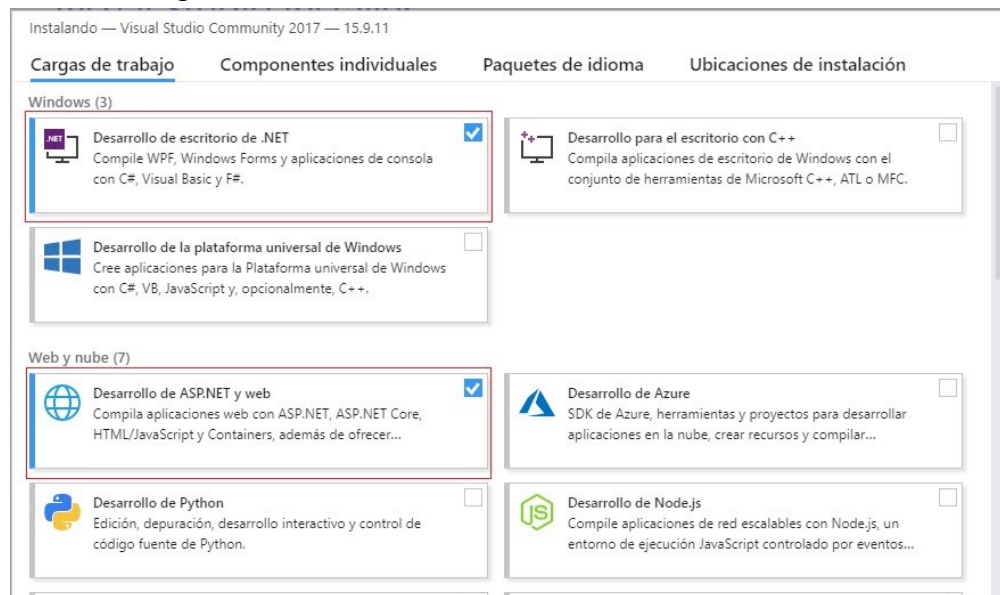 Instalando — Visual Studio Community 2017 — 15.9.11
Cargas de trabajo Componentes individuales Paquetes de idioma Ubicaciones de instalación
Windows (3)
.NET
Desarrollo de escritorio de .NET
Compile WPF, Windows Forms y aplicaciones de consola
con C#, Visual Basic y F#.
Desarrollo para el escritorio con C++
Compila aplicaciones de escritorio de Windows con el
conjunto de herramientas de Microsoft C++, ATL o MFC.
Desarrollo de la plataforma universal de Windows
Cree aplicaciones para la Plataforma universal de Windows
con C#, VB, JavaScript y, opcionalmente, C++.
Web y nube (7)
Desarrollo de ASP.NET y web
Compila aplicaciones web con ASP.NET, ASP.NET Core,
HTML/JavaScript y Containers, además de ofrecer...
Desarrollo de Azure
SDK de Azure, herramientas y proyectos para desarrollar
aplicaciones en la nube, crear recursos y compilar...
Desarrollo de Python
Edición, depuración, desarrollo interactivo y control de
código fuente de Python.
JS
Desarrollo de Node.js
Compile aplicaciones de red escalables con Node.js, un
entorno de ejecución JavaScript controlado por eventos...